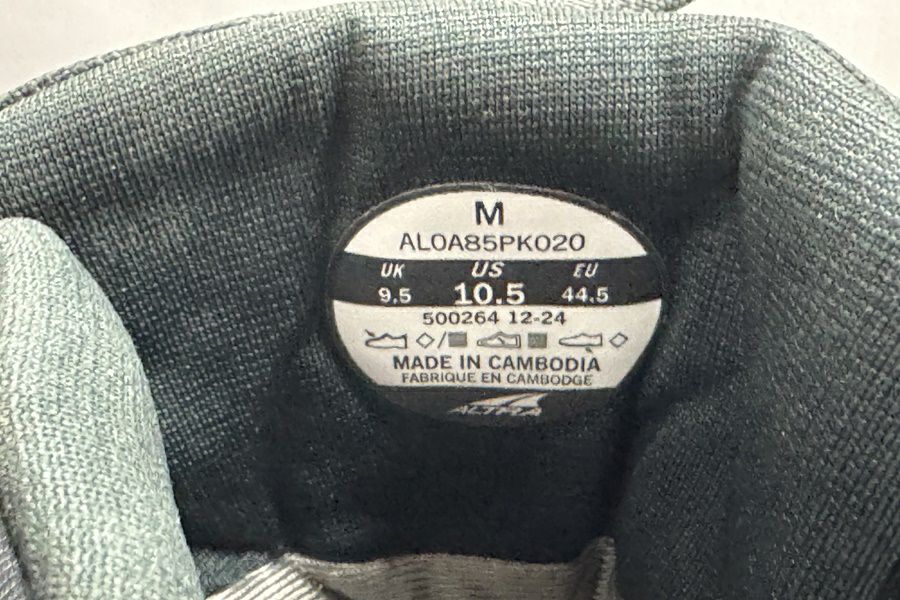 M
AL0A85PK020
UK US EU
9.5 10.5 44.5
500264 12-24
MADE IN CAMBODIA
FABRIQUE EN CAMBODGE
ALTRA